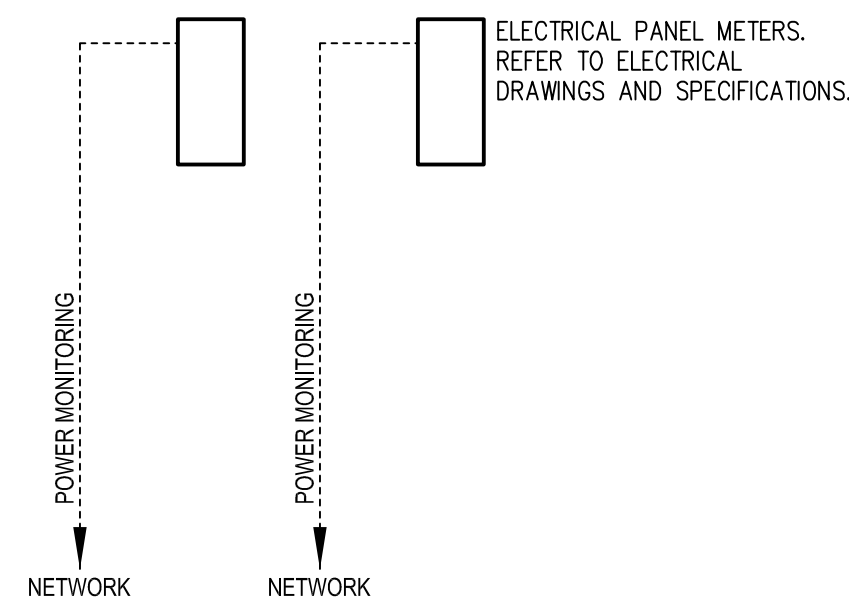 ELECTRICAL PANEL METERS.
REFER TO ELECTRICAL
DRAWINGS AND SPECIFICATIONS.
POWER MONITORING
POWER MONITORING
NETWORK
NETWORK